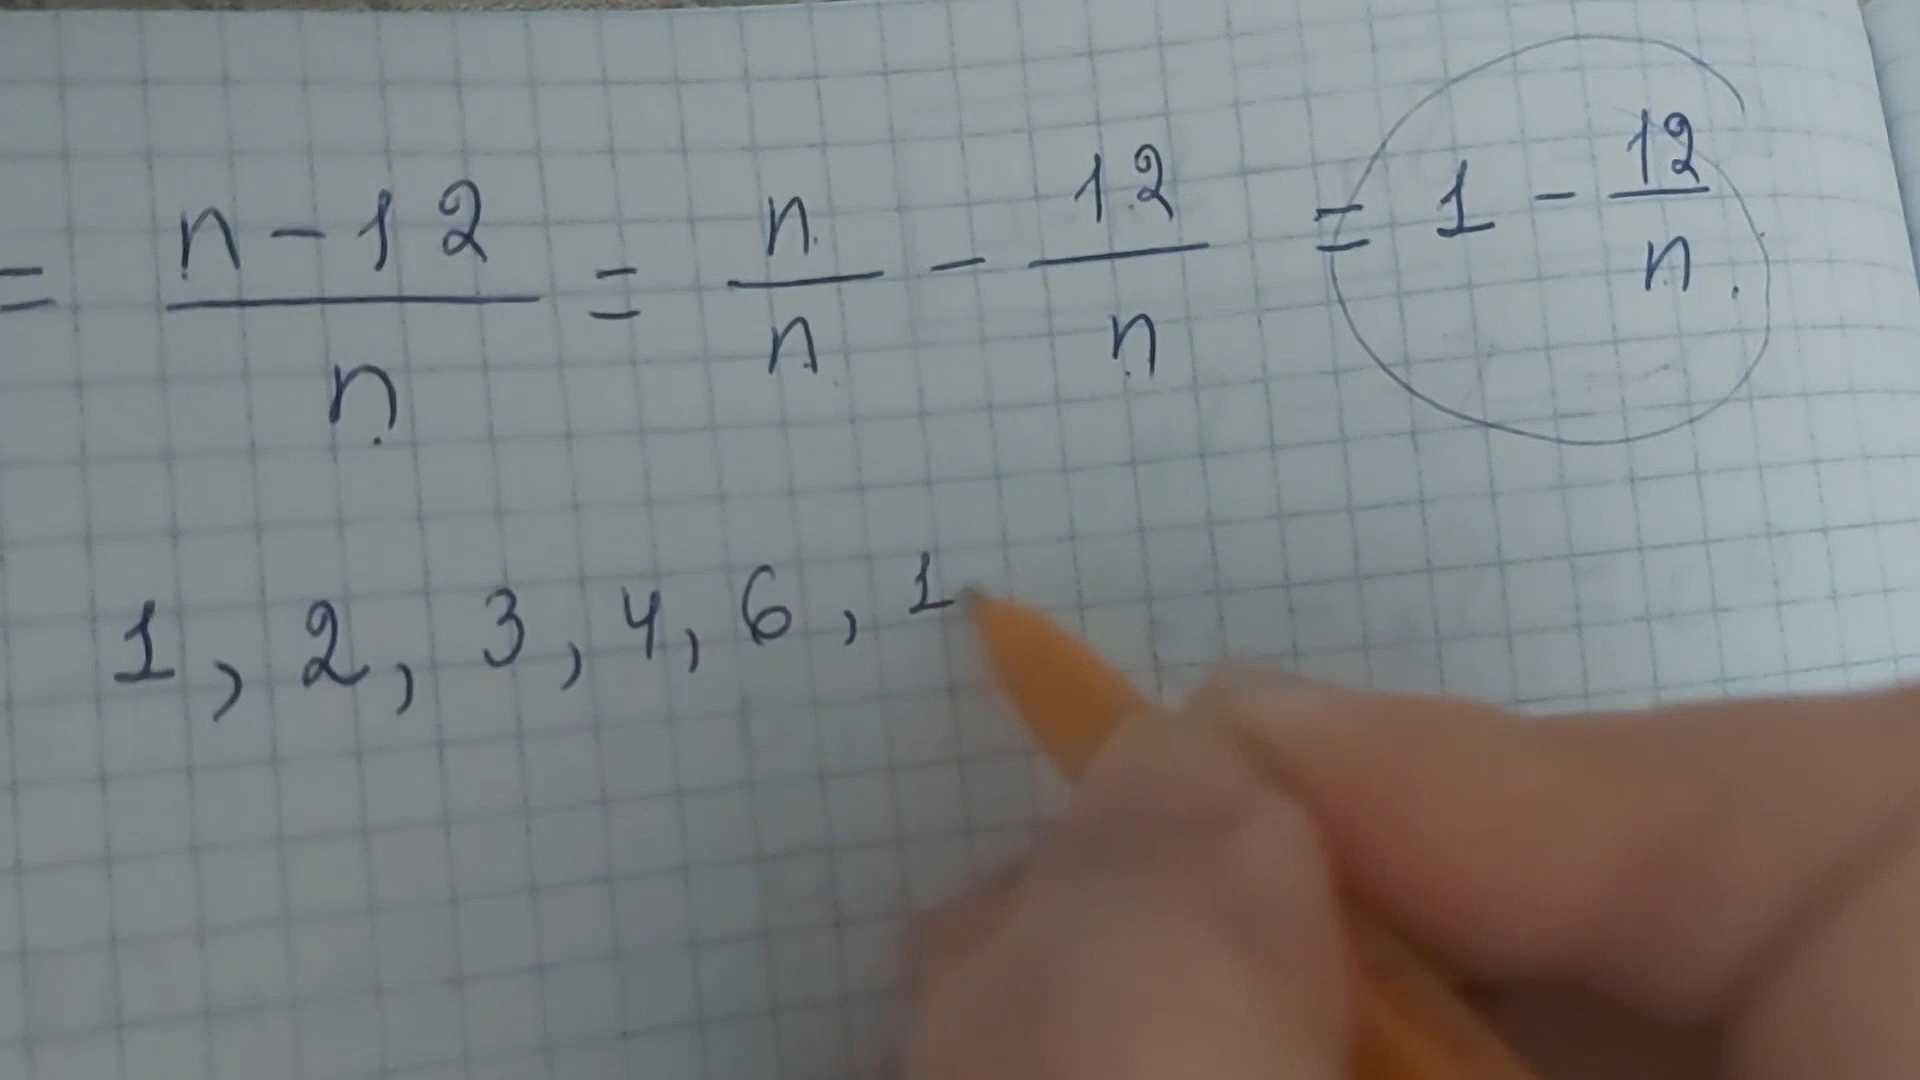 = n-12/n = n/n - 12/n = 1 - 12/n
1, 2, 3, 4, 6, 1